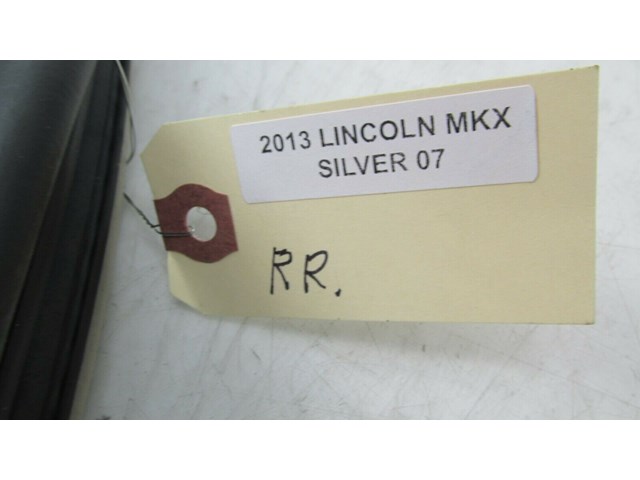 2013 LINCOLN MKX
SILVER 07
RR.